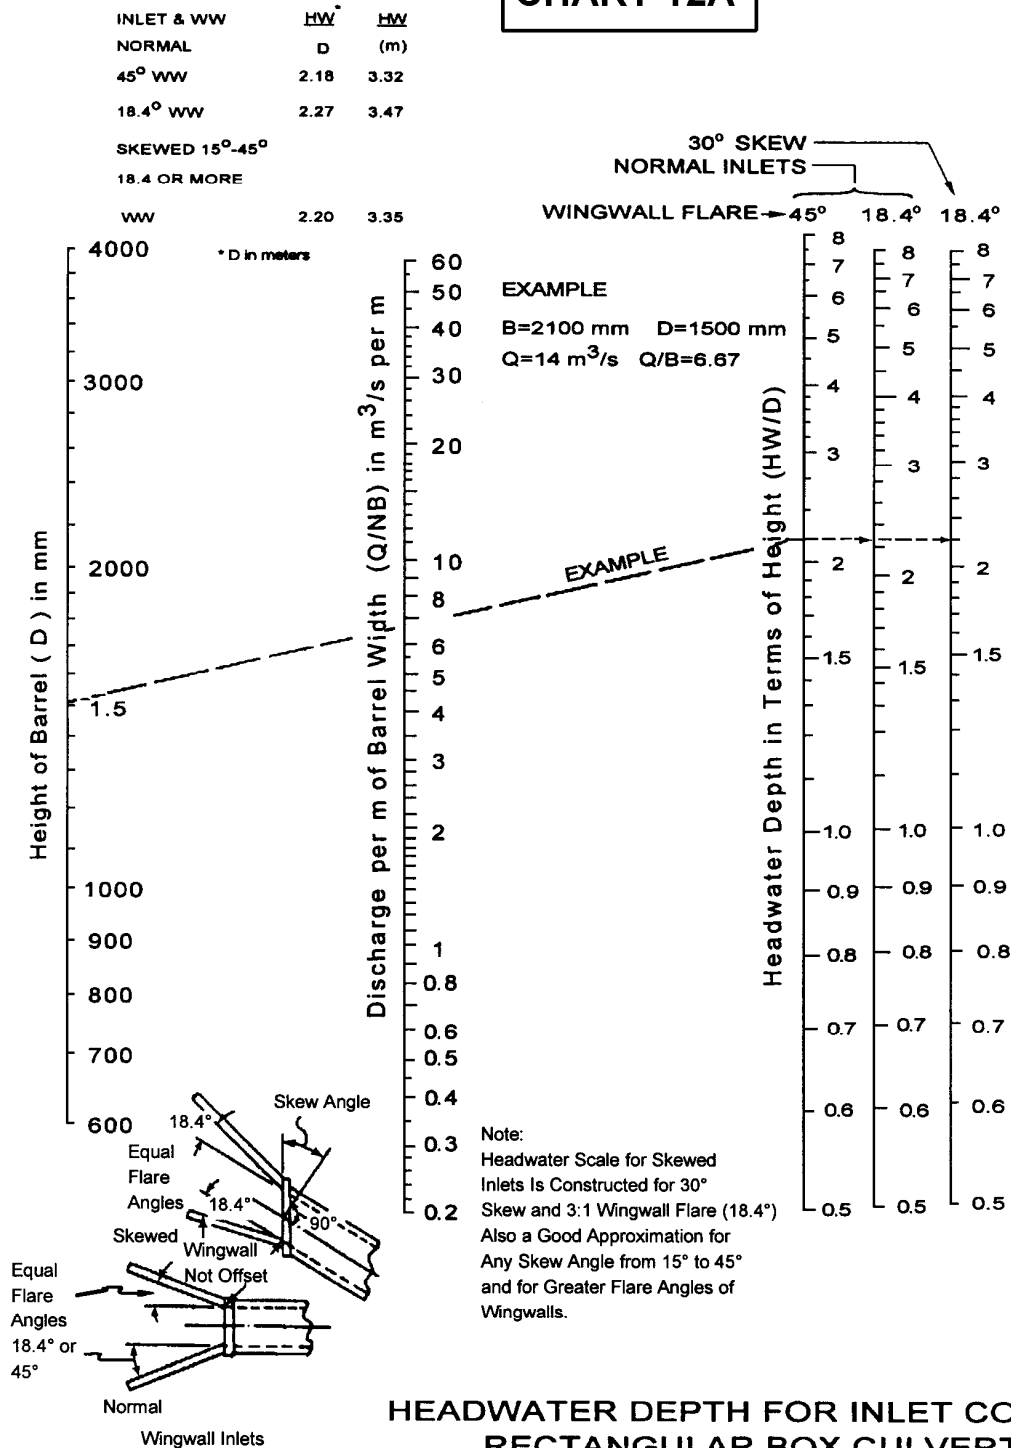 CHART 12A
INLET & WW HW* HW
NORMAL D (m)
45° WW 2.18 3.32
18.4° WW 2.27 3.47
SKEWED 15°-45°
18.4 OR MORE
WW 2.20 3.35
* D in meters
30° SKEW
NORMAL INLETS
WINGWALL FLARE 45° 18.4° 18.4°
Height of Barrel ( D ) in mm
4000
3000
2000
1.5
1000
900
800
700
600
Discharge per m of Barrel Width (Q/NB) in m³/s per m
60
50
40
30
20
10
8
6
5
4
3
2
1
0.8
0.6
0.5
0.4
0.3
0.2
EXAMPLE
B=2100 mm D=1500 mm
Q=14 m³/s Q/B=6.67
EXAMPLE
Headwater Depth in Terms of Height (HW/D)
8 8 8
7 7 7
6 6 6
5 5 5
4 4 4
3 3 3
2 2 2
1.5 1.5 1.5
1.0 1.0 1.0
0.9 0.9 0.9
0.8 0.8 0.8
0.7 0.7 0.7
0.6 0.6 0.6
0.5 0.5 0.5
Skew Angle
18.4°
Equal
Flare
Angles
18.4°
90°
Skewed
Wingwall
Not Offset
Equal
Flare
Angles
18.4° or
45°
Normal
Wingwall Inlets
Note:
Headwater Scale for Skewed
Inlets Is Constructed for 30°
Skew and 3:1 Wingwall Flare (18.4°)
Also a Good Approximation for
Any Skew Angle from 15° to 45°
and for Greater Flare Angles of
Wingwalls.
HEADWATER DEPTH FOR INLET CO
RECTANGULAR BOX CULVERT